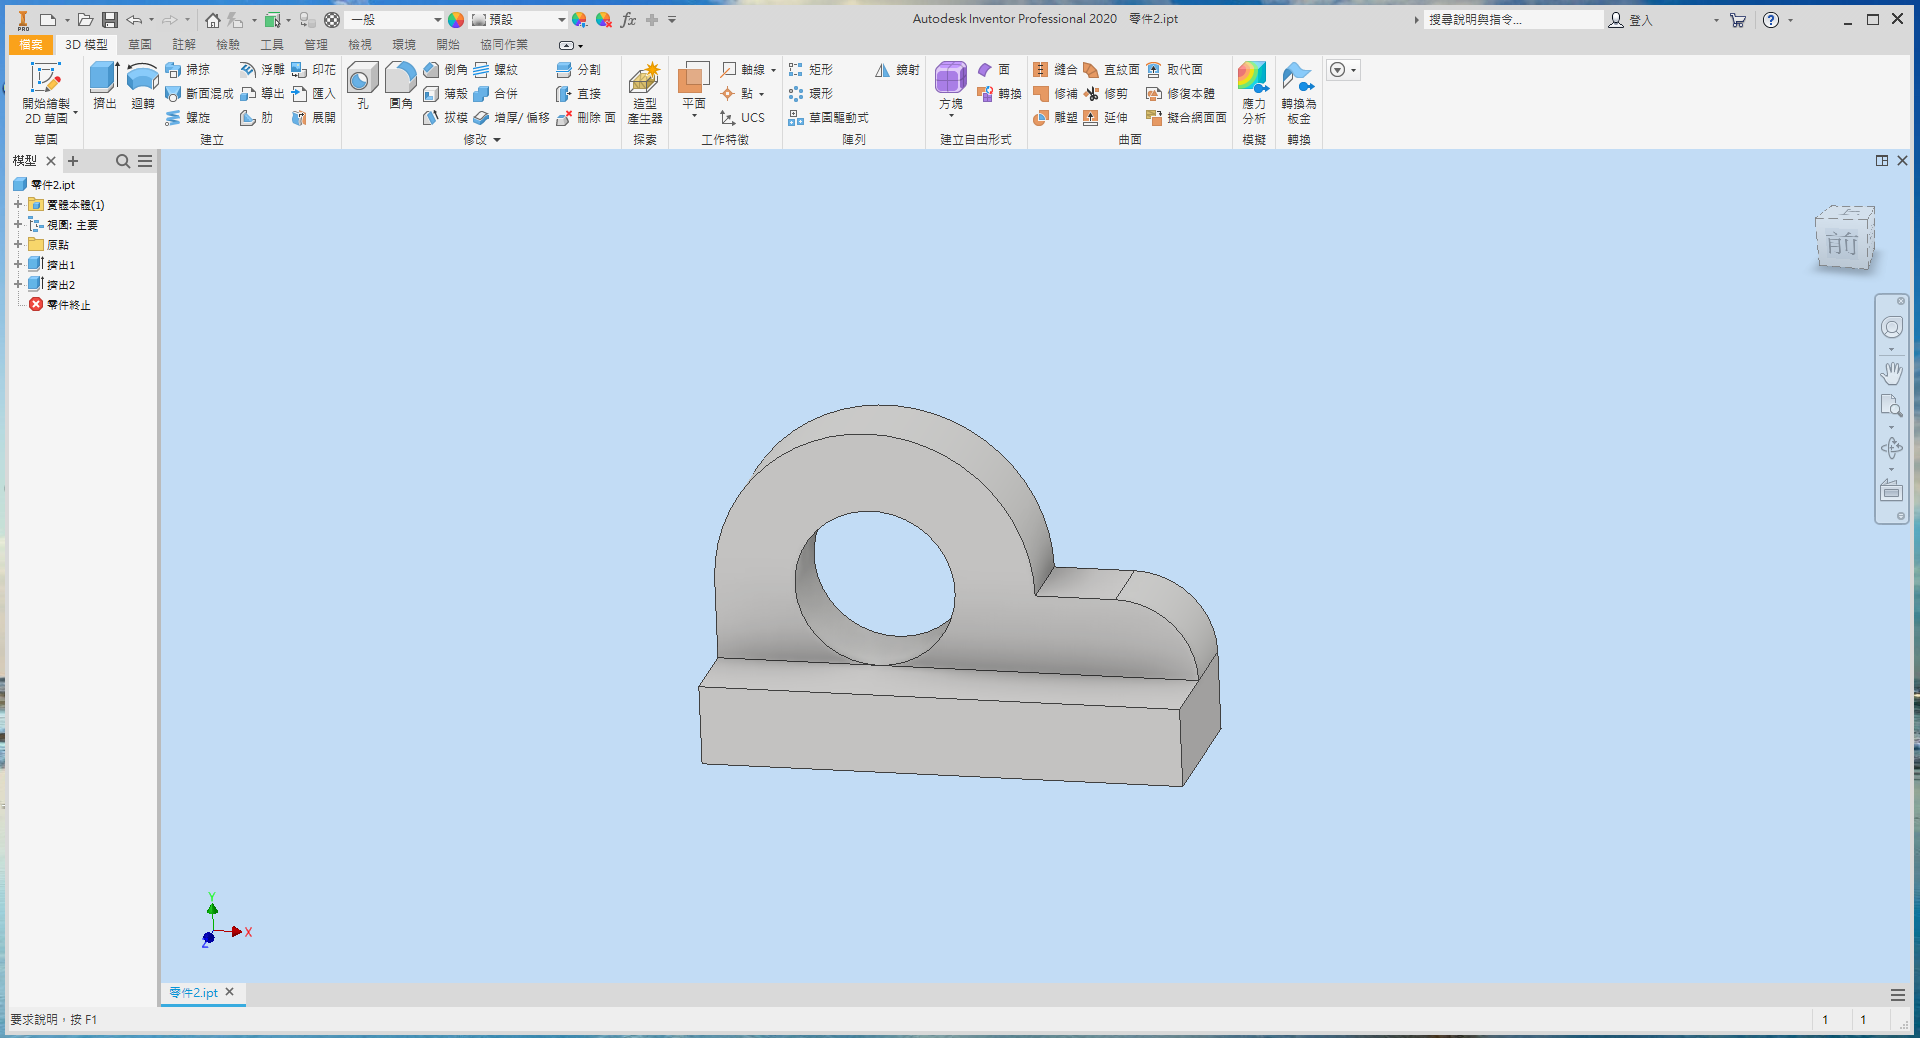 PRO
一般
預設
fx
Autodesk Inventor Professional 2020 零件2.ipt
搜尋說明與指令...
登入
檔案 3D 模型 草圖 註解 檢驗 工具 管理 檢視 環境 開始 協同作業
開始繪製
2D 草圖
草圖
擠出
迴轉
掃掠
斷面混成
螺旋
浮雕
導出
肋
印花
匯入
展開
建立
孔
圓角
倒角
薄殼
拔模
螺紋
合併
增厚/ 偏移
分割
直接
刪除 面
修改
造型
產生器
探索
平面
軸線
點
UCS
工作特徵
矩形
環形
草圖驅動式
鏡射
陣列
方塊
面
轉換
建立自由形式
縫合
修補
雕塑
直紋面
修剪
延伸
取代面
修復本體
擬合網面面
曲面
應力
分析
模擬
轉換為
板金
轉換
模型
零件2.ipt
實體本體(1)
視圖: 主要
原點
擠出1
擠出2
零件終止
前
Y
X
Z
零件2.ipt
要求說明，按 F1
1 1